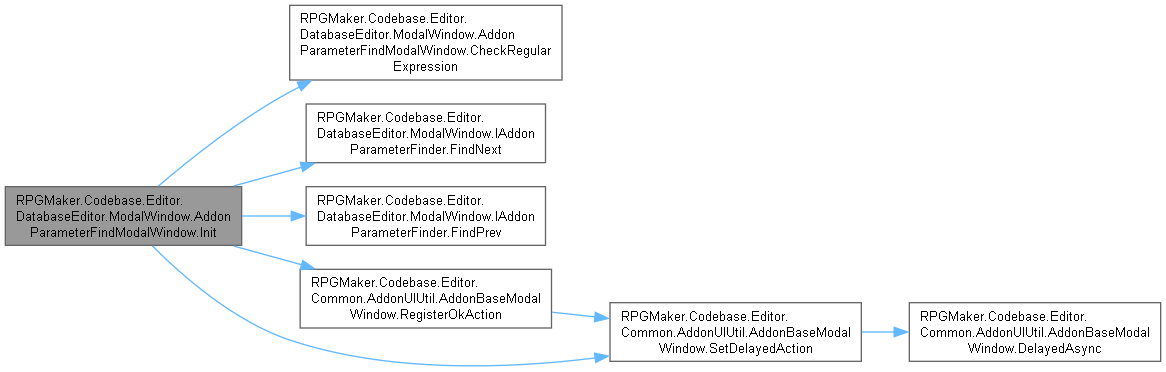 RPGMaker.Codebase.Editor.
DatabaseEditor.ModalWindow.Addon
ParameterFindModalWindow.CheckRegular
Expression
RPGMaker.Codebase.Editor.
DatabaseEditor.ModalWindow.IAddon
ParameterFinder.FindNext
RPGMaker.Codebase.Editor.
DatabaseEditor.ModalWindow.Addon
ParameterFindModalWindow.Init
RPGMaker.Codebase.Editor.
DatabaseEditor.ModalWindow.IAddon
ParameterFinder.FindPrev
RPGMaker.Codebase.Editor.
Common.AddonUIUtil.AddonBaseModal
Window.RegisterOkAction
RPGMaker.Codebase.Editor.
Common.AddonUIUtil.AddonBaseModal
Window.SetDelayedAction
RPGMaker.Codebase.Editor.
Common.AddonUIUtil.AddonBaseModal
Window.DelayedAsync